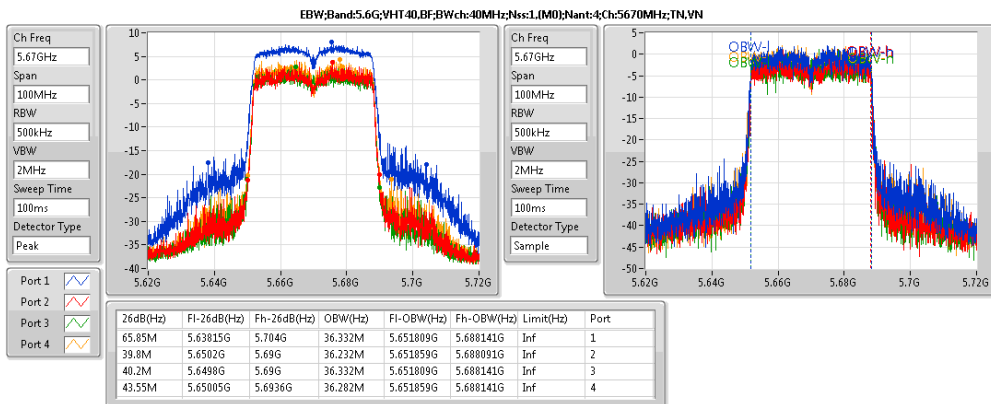 EBW;Band:5.6G;VHT40,BF;BWch:40MHz;Nss:1,(M0);Nant:4;Ch:5670MHz;TN,VN
Ch Freq
5.67GHz
Span
100MHz
RBW
500kHz
VBW
2MHz
Sweep Time
100ms
Detector Type
Peak
10
5
0
-5
-10
-15
-20
-25
-30
-35
-40
5.62G 5.64G 5.66G 5.68G 5.7G 5.72G
Ch Freq
5.67GHz
Span
100MHz
RBW
500kHz
VBW
2MHz
Sweep Time
100ms
Detector Type
Sample
5
0
-5
-10
-15
-20
-25
-30
-35
-40
-45
-50
OBW-l
OBW-h
5.62G 5.64G 5.66G 5.68G 5.7G 5.72G
Port 1
Port 2
Port 3
Port 4
26dB(Hz) Fl-26dB(Hz) Fh-26dB(Hz) OBW(Hz) Fl-OBW(Hz) Fh-OBW(Hz) Limit(Hz) Port
65.85M 5.63815G 5.704G 36.332M 5.651809G 5.688141G Inf 1
39.8M 5.6502G 5.69G 36.232M 5.651859G 5.688091G Inf 2
40.2M 5.6498G 5.69G 36.332M 5.651809G 5.688141G Inf 3
43.55M 5.65005G 5.6936G 36.282M 5.651859G 5.688141G Inf 4